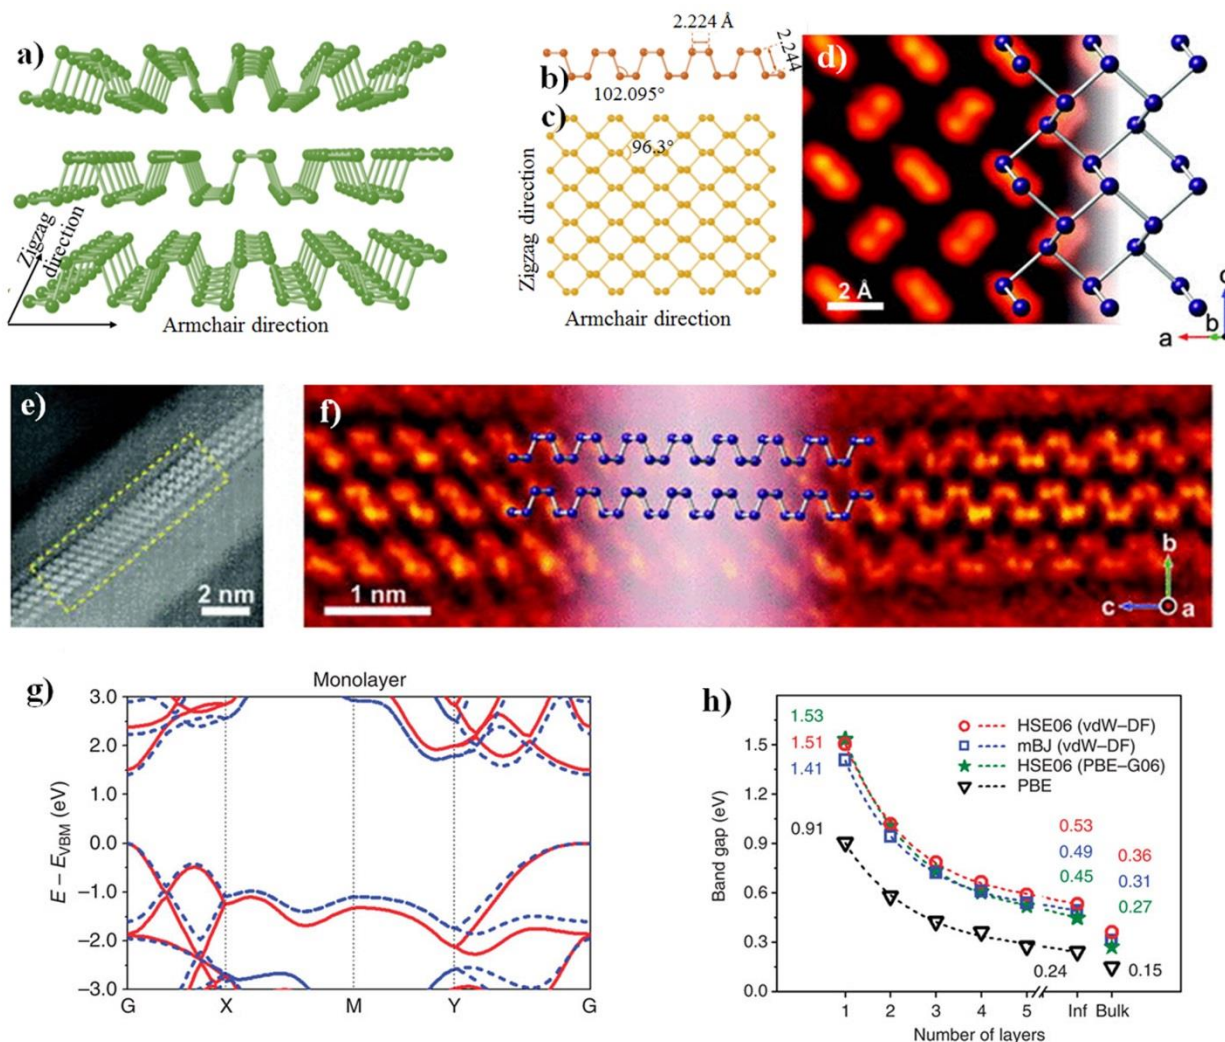 a)
Zigzag
direction
Armchair direction
2.224 Å
2.244
b)
102.095°
c)
96.3°
Zigzag direction
Armchair direction
d)
2 Å
a
b
e)
2 nm
f)
1 nm
b
c
a
g)
Monolayer
3.0
2.0
1.0
0.0
−1.0
−2.0
−3.0
E − EVBM (eV)
G X M Y G
h)
1.53
1.51
1.41
0.91
HSE06 (vdW–DF)
mBJ (vdW–DF)
HSE06 (PBE–G06)
PBE
0.53
0.49
0.45
0.36
0.31
0.27
0.24
0.15
1.5
1.2
0.9
0.6
0.3
0.0
Band gap (eV)
1 2 3 4 5 Inf Bulk
Number of layers